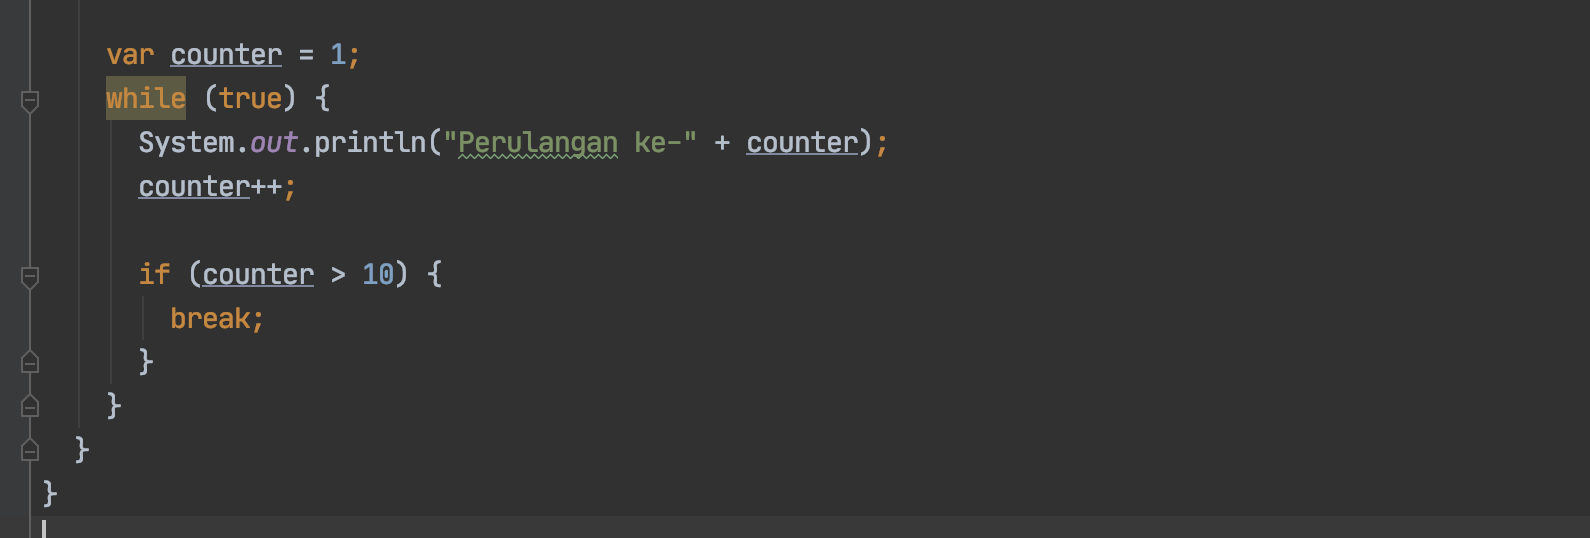 var counter = 1;
while (true) {
System.out.println("Perulangan ke-" + counter);
counter++;
if (counter > 10) {
break;
}
}
}
}